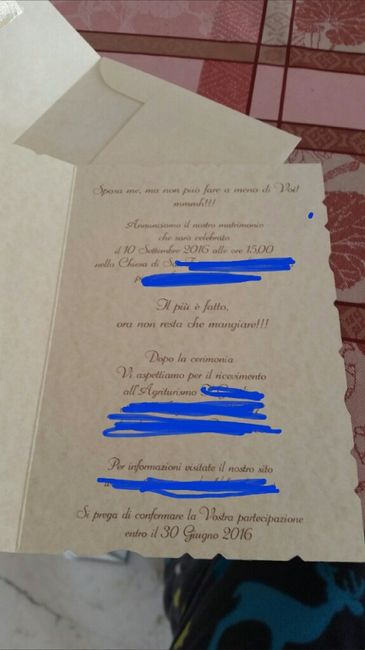 Sposa me, ma non può fare a meno di Voi!
mmmh!!!
Annunciamo il nostro matrimonio
che sarà celebrato
il 10 Settembre 2016 alle ore 15,00
nella Chiesa di
Il più è fatto,
ora non resta che mangiare!!!
Dopo la cerimonia
Vi aspettiamo per il ricevimento
all'Agriturismo
Per informazioni visitate il nostro sito
Si prega di confermare la Vostra partecipazione
entro il 30 Giugno 2016